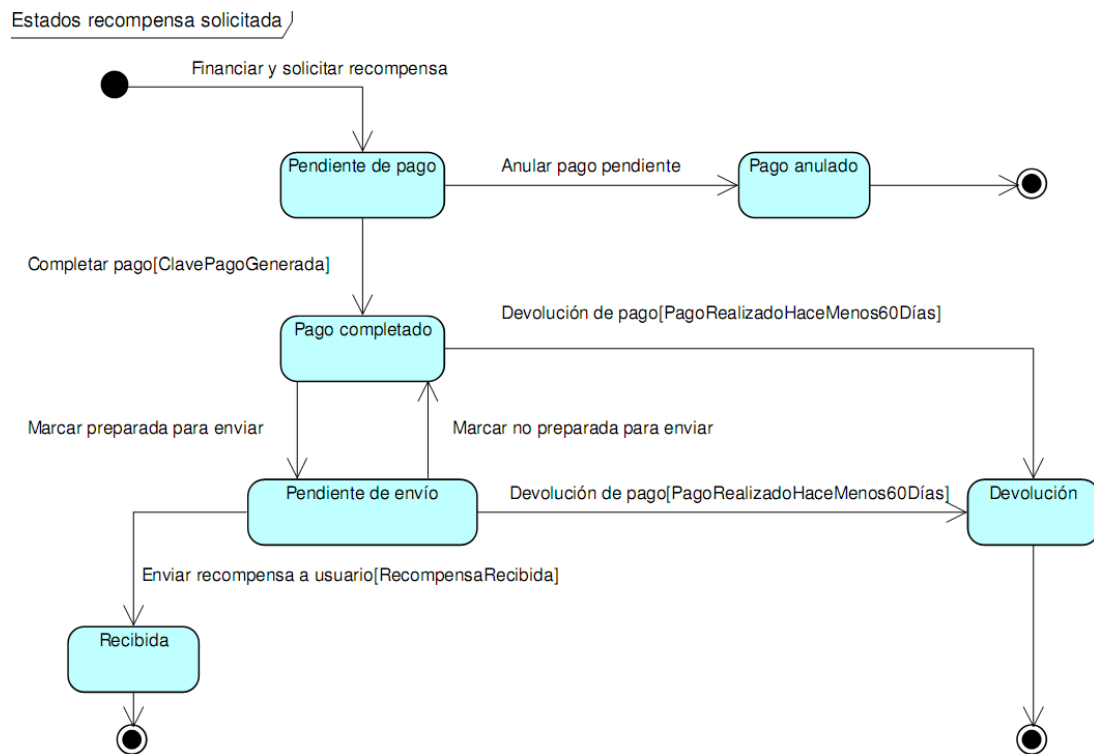 Estados recompensa solicitada
Financiar y solicitar recompensa
Pendiente de pago
Anular pago pendiente
Pago anulado
Completar pago[ClavePagoGenerada]
Pago completado
Devolución de pago[PagoRealizadoHaceMenos60Días]
Marcar preparada para enviar
Marcar no preparada para enviar
Pendiente de envío
Devolución de pago[PagoRealizadoHaceMenos60Días]
Devolución
Enviar recompensa a usuario[RecompensaRecibida]
Recibida